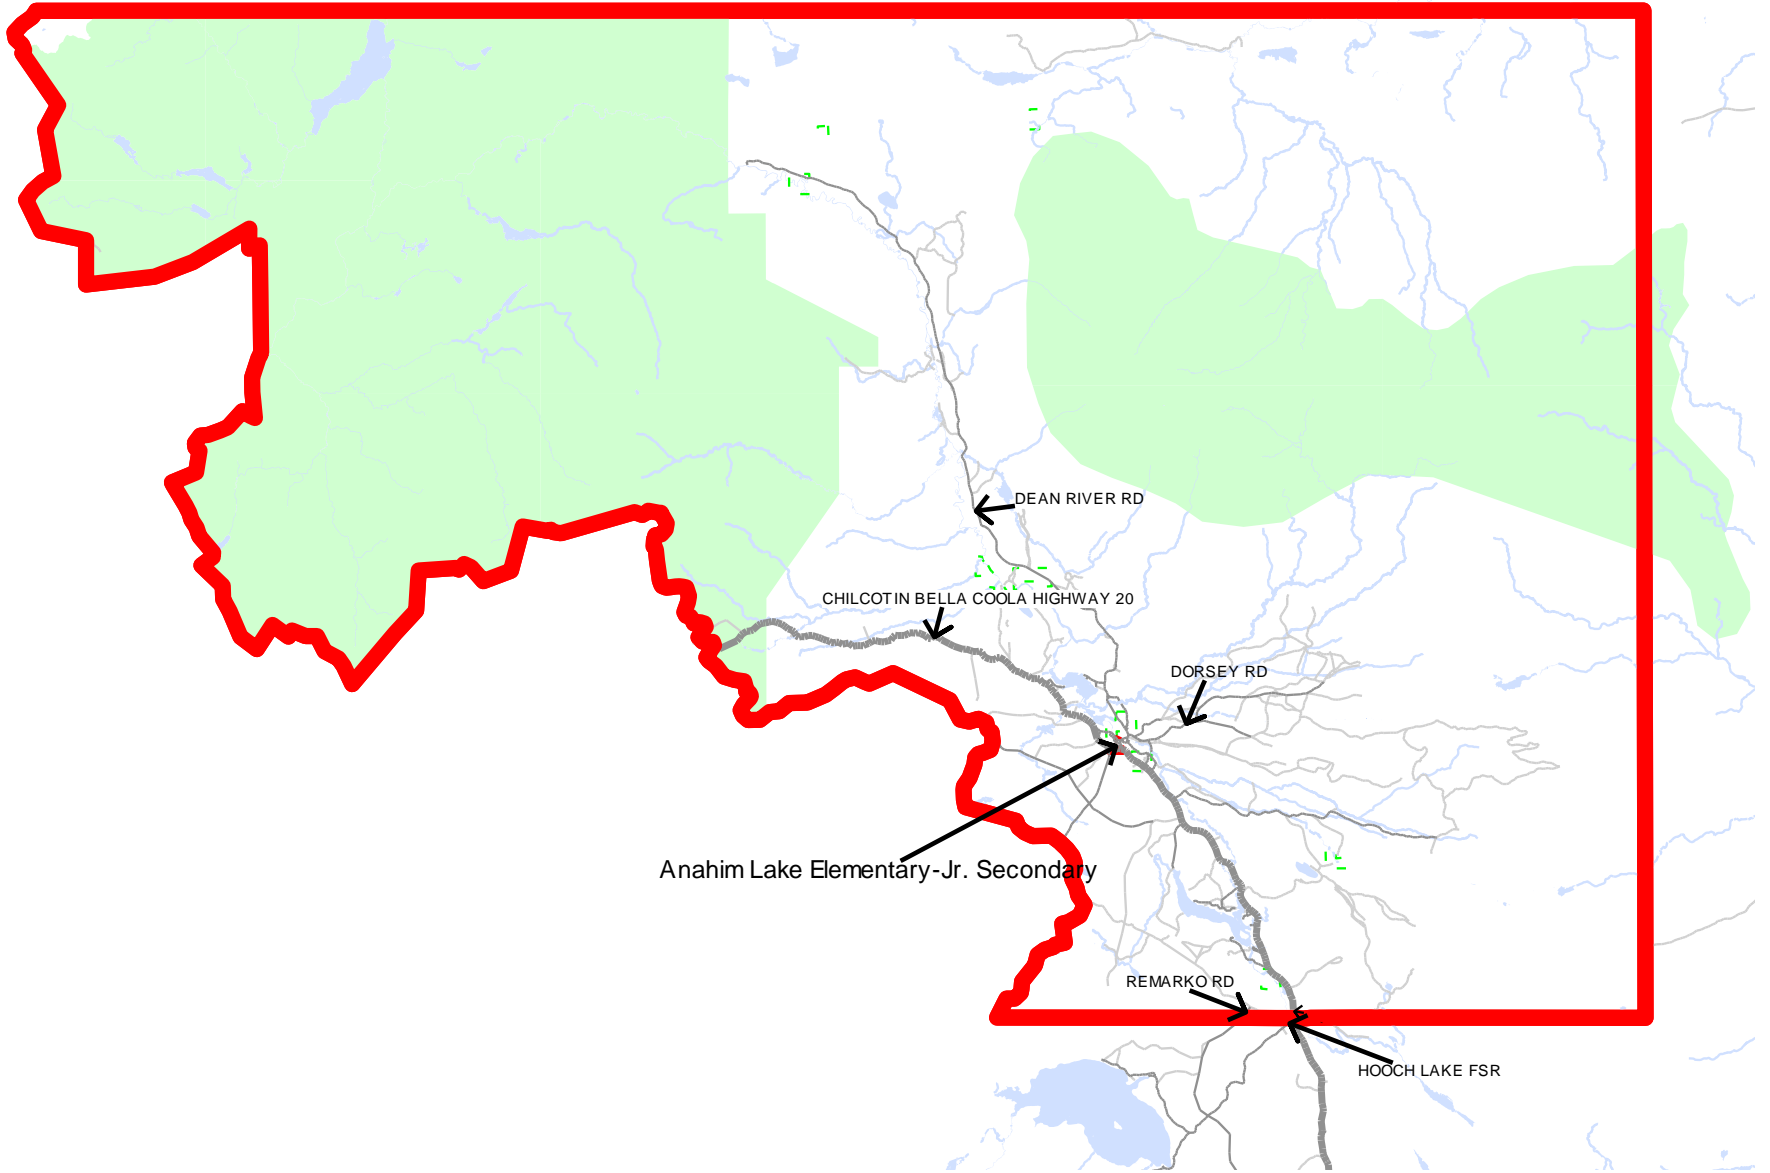 DEAN RIVER RD
CHILCOTIN BELLA COOLA HIGHWAY 20
DORSEY RD
Anahim Lake Elementary-Jr. Secondary
REMARKO RD
HOOCH LAKE FSR